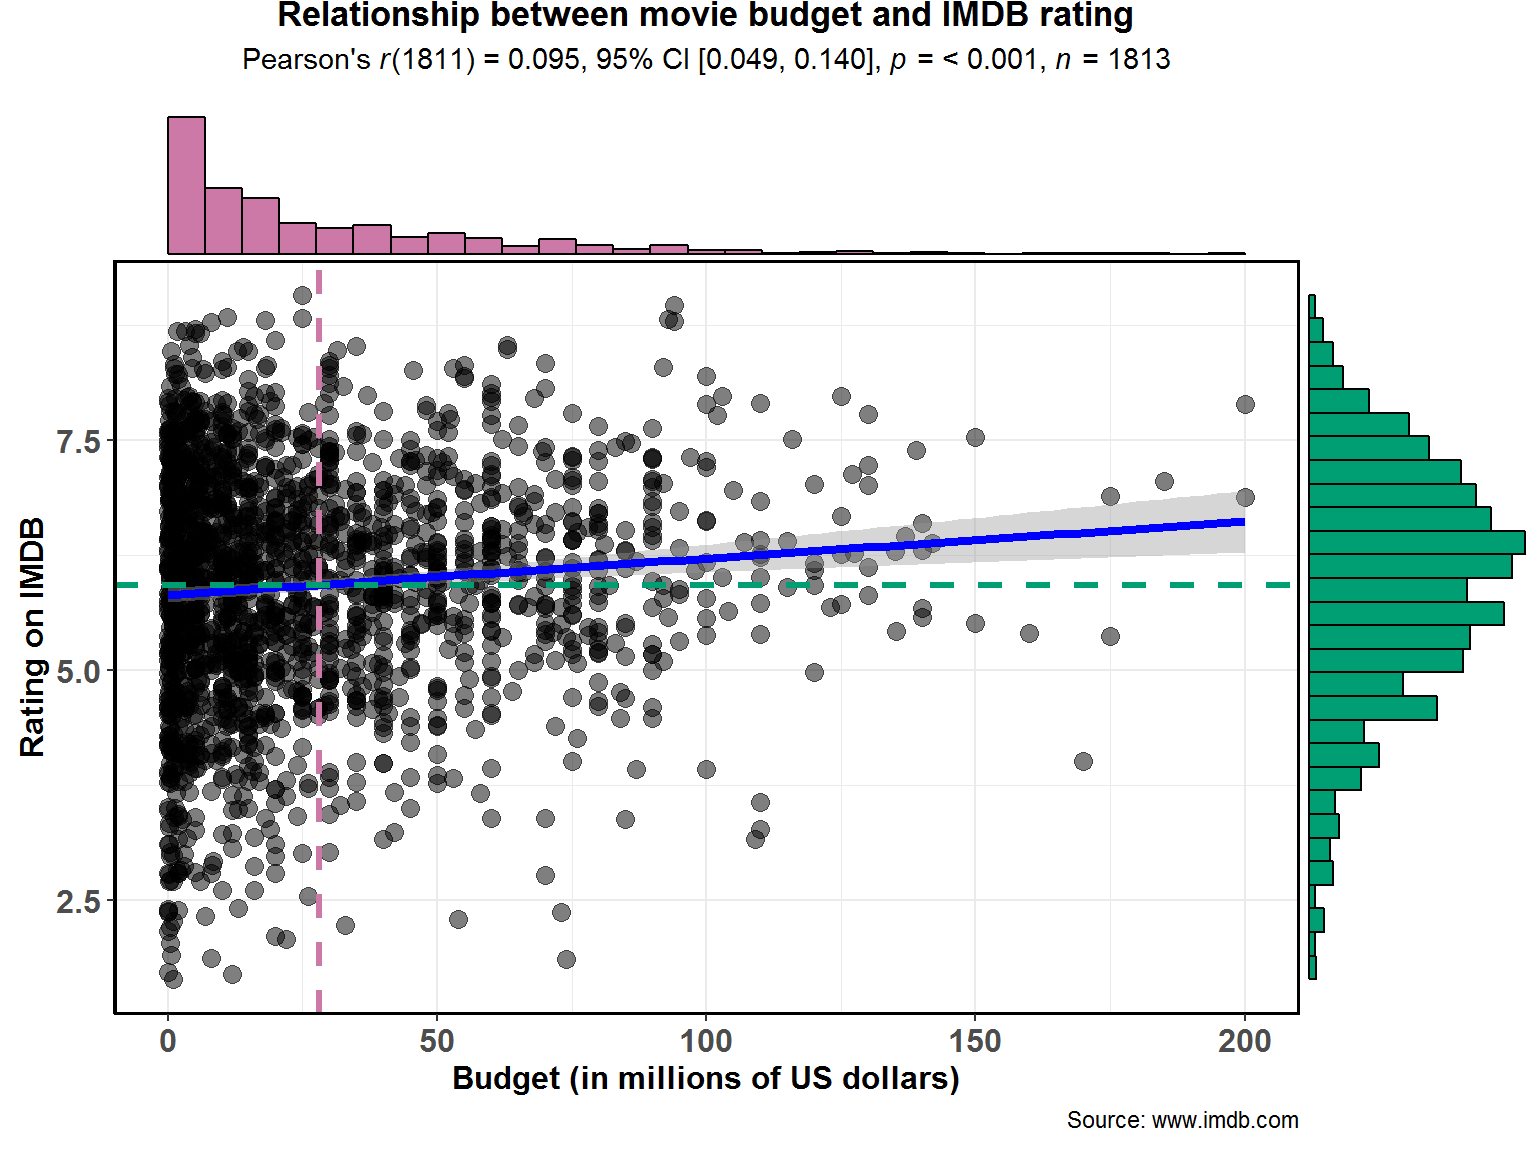 Relationship between movie budget and IMDB rating
Pearson's r(1811) = 0.095, 95% CI [0.049, 0.140], p = < 0.001, n = 1813
Rating on IMDB
7.5
5.0
2.5
0 50 100 150 200
Budget (in millions of US dollars)
Source: www.imdb.com